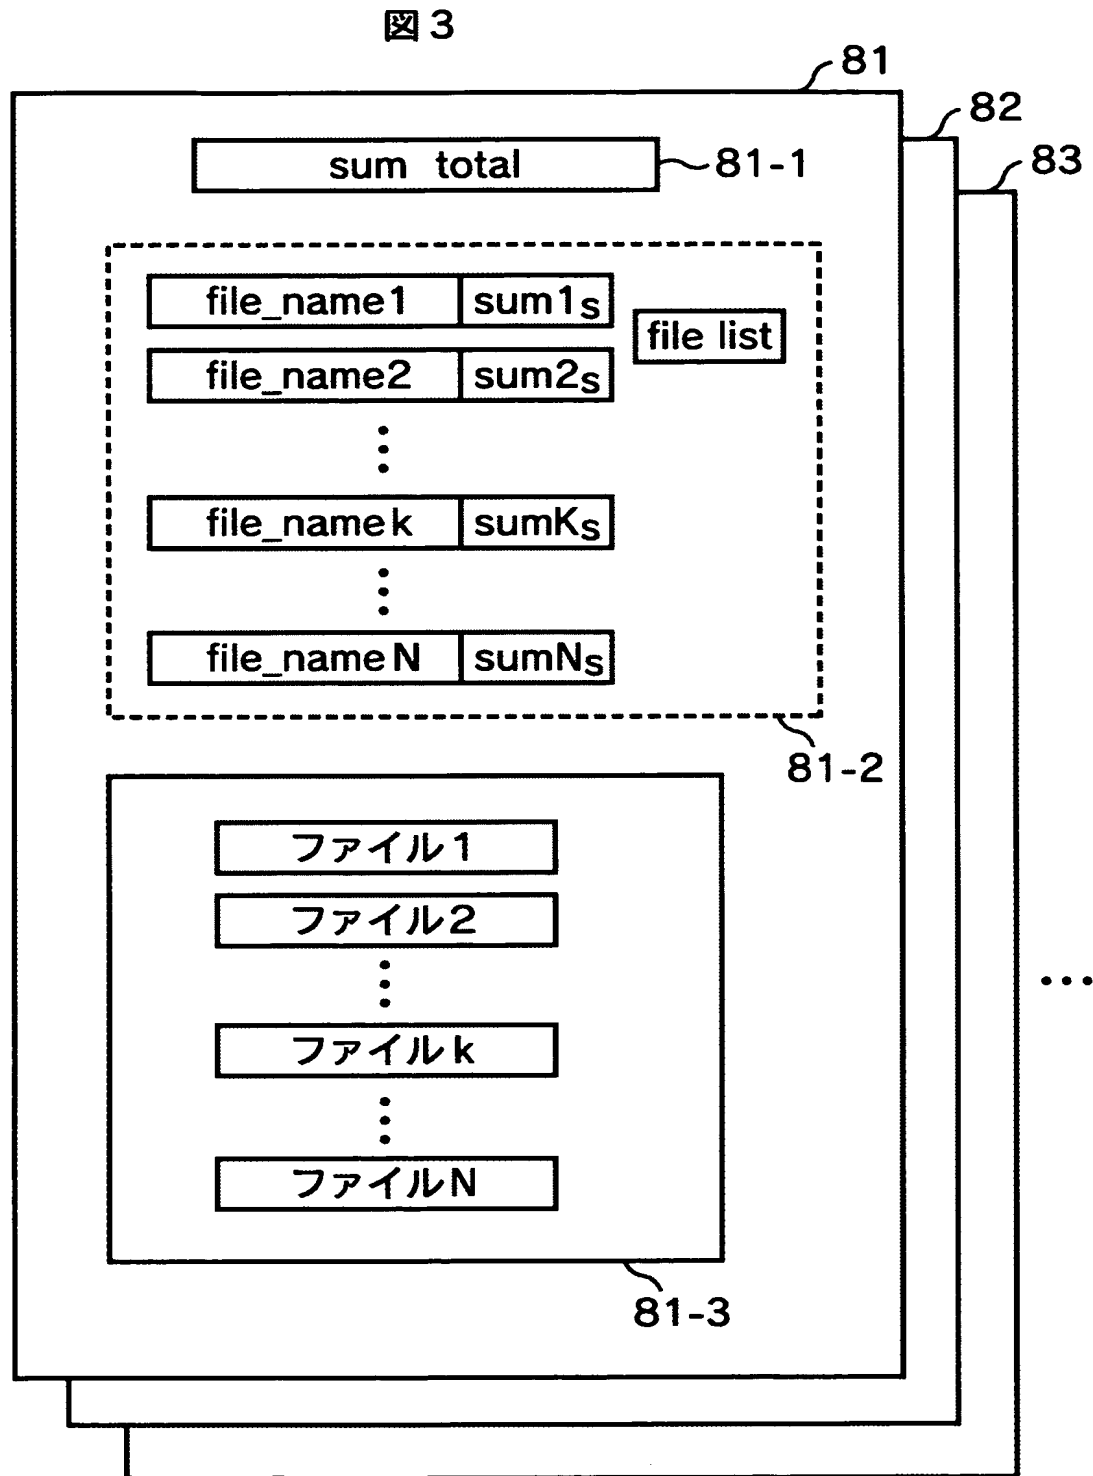 図3
81
82
83
sum total
81-1
file_name1 sum1s
file list
file_name2 sum2s
file_namek sumKs
file_nameN sumNs
81-2
ファイル1
ファイル2
ファイルk
ファイルN
81-3